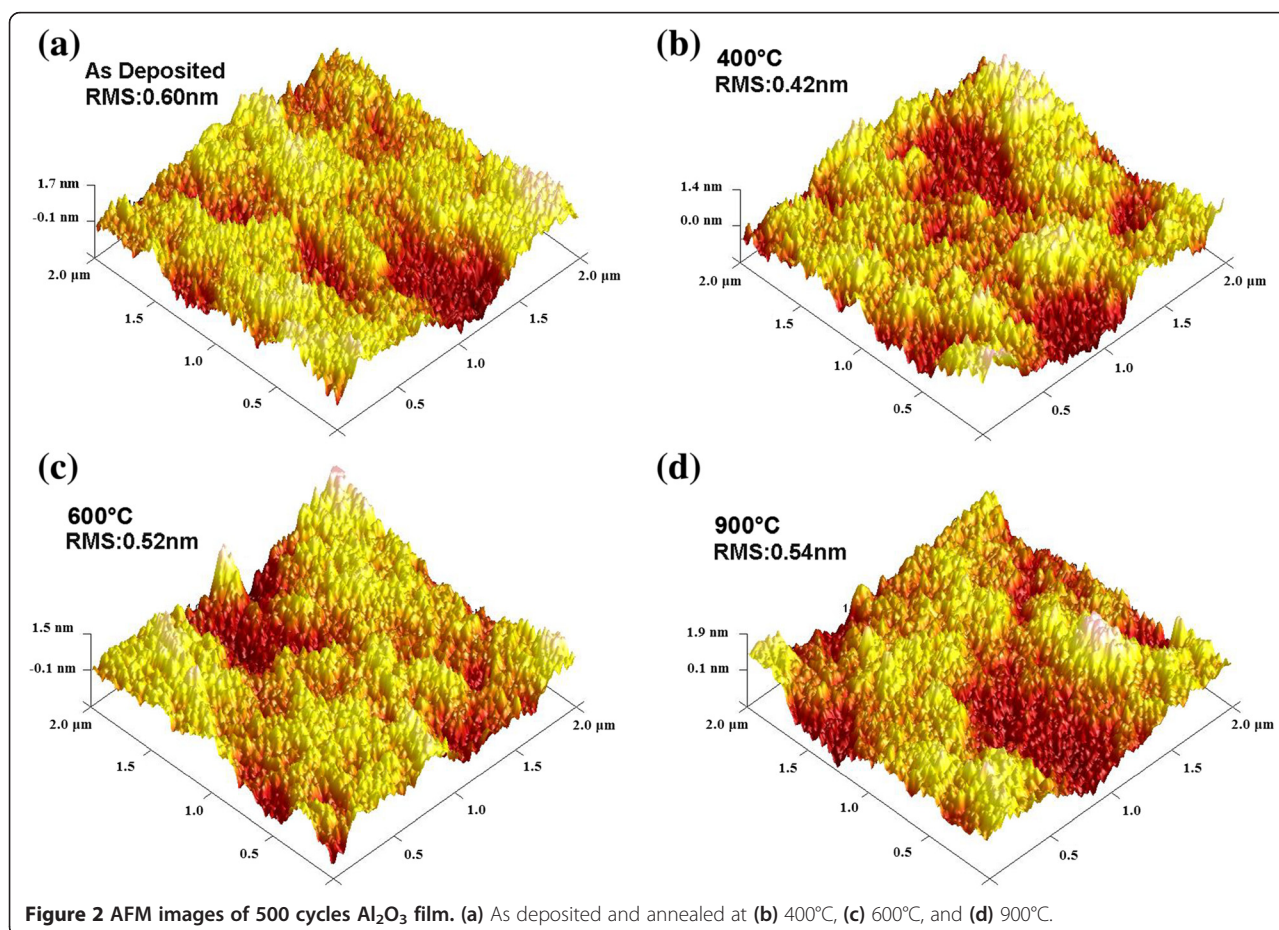 (a)
As Deposited
RMS:0.60nm
1.7 nm
-0.1 nm
2.0 µm
1.5
1.0
0.5
0.5
1.0
1.5
2.0 µm
(b)
400°C
RMS:0.42nm
1.4 nm
0.0 nm
2.0 µm
1.5
1.0
0.5
0.5
1.0
1.5
2.0 µm
(c)
600°C
RMS:0.52nm
1.5 nm
-0.1 nm
2.0 µm
1.5
1.0
0.5
0.5
1.0
1.5
2.0 µm
(d)
900°C
RMS:0.54nm
1.9 nm
0.1 nm
2.0 µm
1.5
1.0
0.5
0.5
1.0
1.5
2.0 µm
Figure 2 AFM images of 500 cycles Al₂O₃ film. (a) As deposited and annealed at (b) 400°C, (c) 600°C, and (d) 900°C.